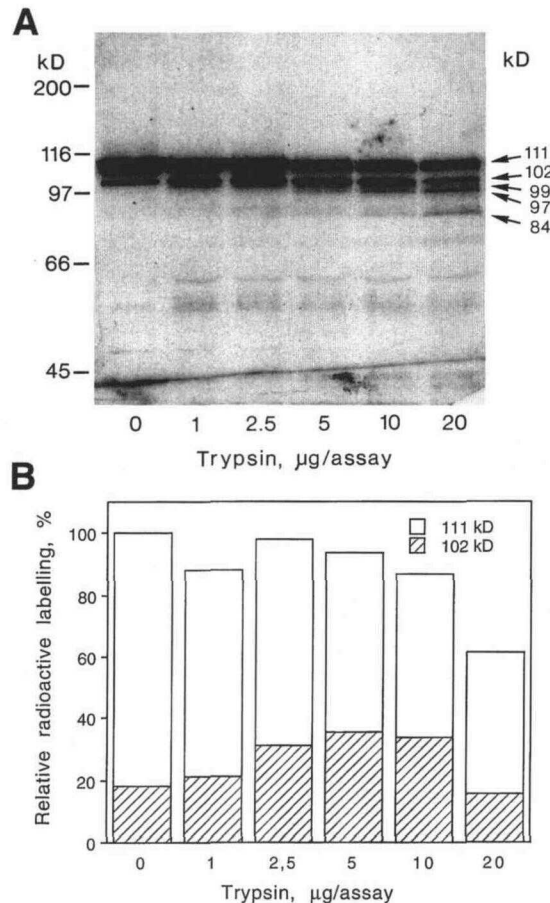 A
kD
kD
200
116
97
66
45
111
102
99
97
84
0 1 2.5 5 10 20
Trypsin, µg/assay
B
Relative radioactive labelling, %
100
80
60
40
20
0
111 kD
102 kD
0 1 2,5 5 10 20
Trypsin, µg/assay